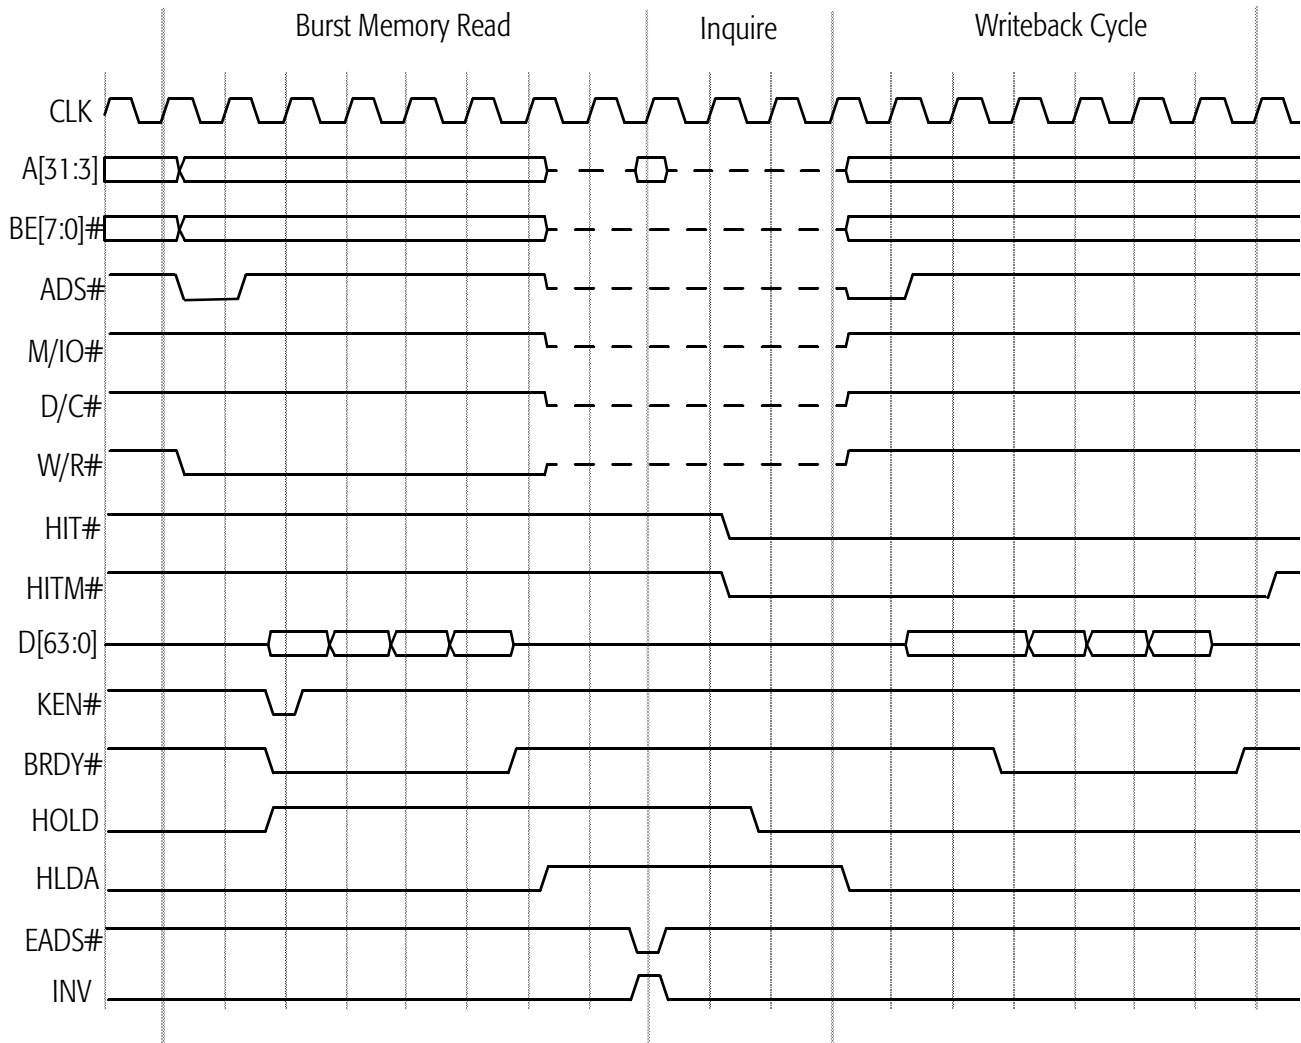 Burst Memory Read
Inquire
Writeback Cycle
CLK
A[31:3]
BE[7:0]#
ADS#
M/IO#
D/C#
W/R#
HIT#
HITM#
D[63:0]
KEN#
BRDY#
HOLD
HLDA
EADS#
INV